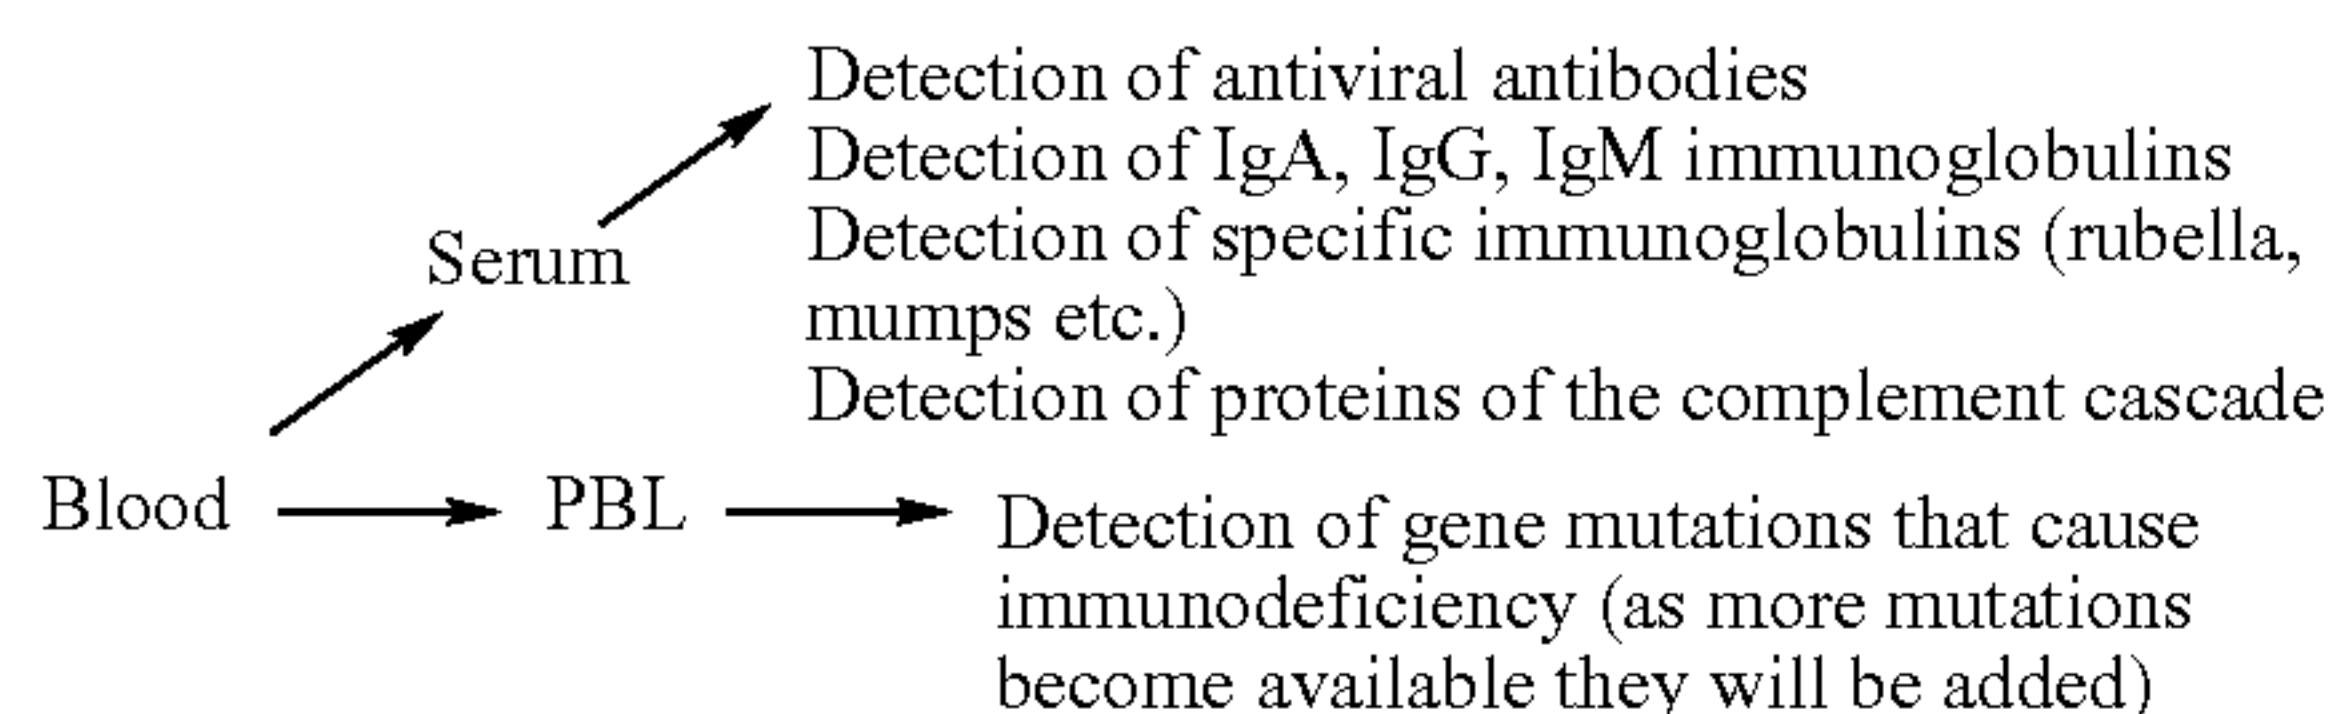 Detection of antiviral antibodies
Detection of IgA, IgG, IgM immunoglobulins
Detection of specific immunoglobulins (rubella,
mumps etc.)
Detection of proteins of the complement cascade
Serum
Blood
PBL
Detection of gene mutations that cause
immunodeficiency (as more mutations
become available they will be added)